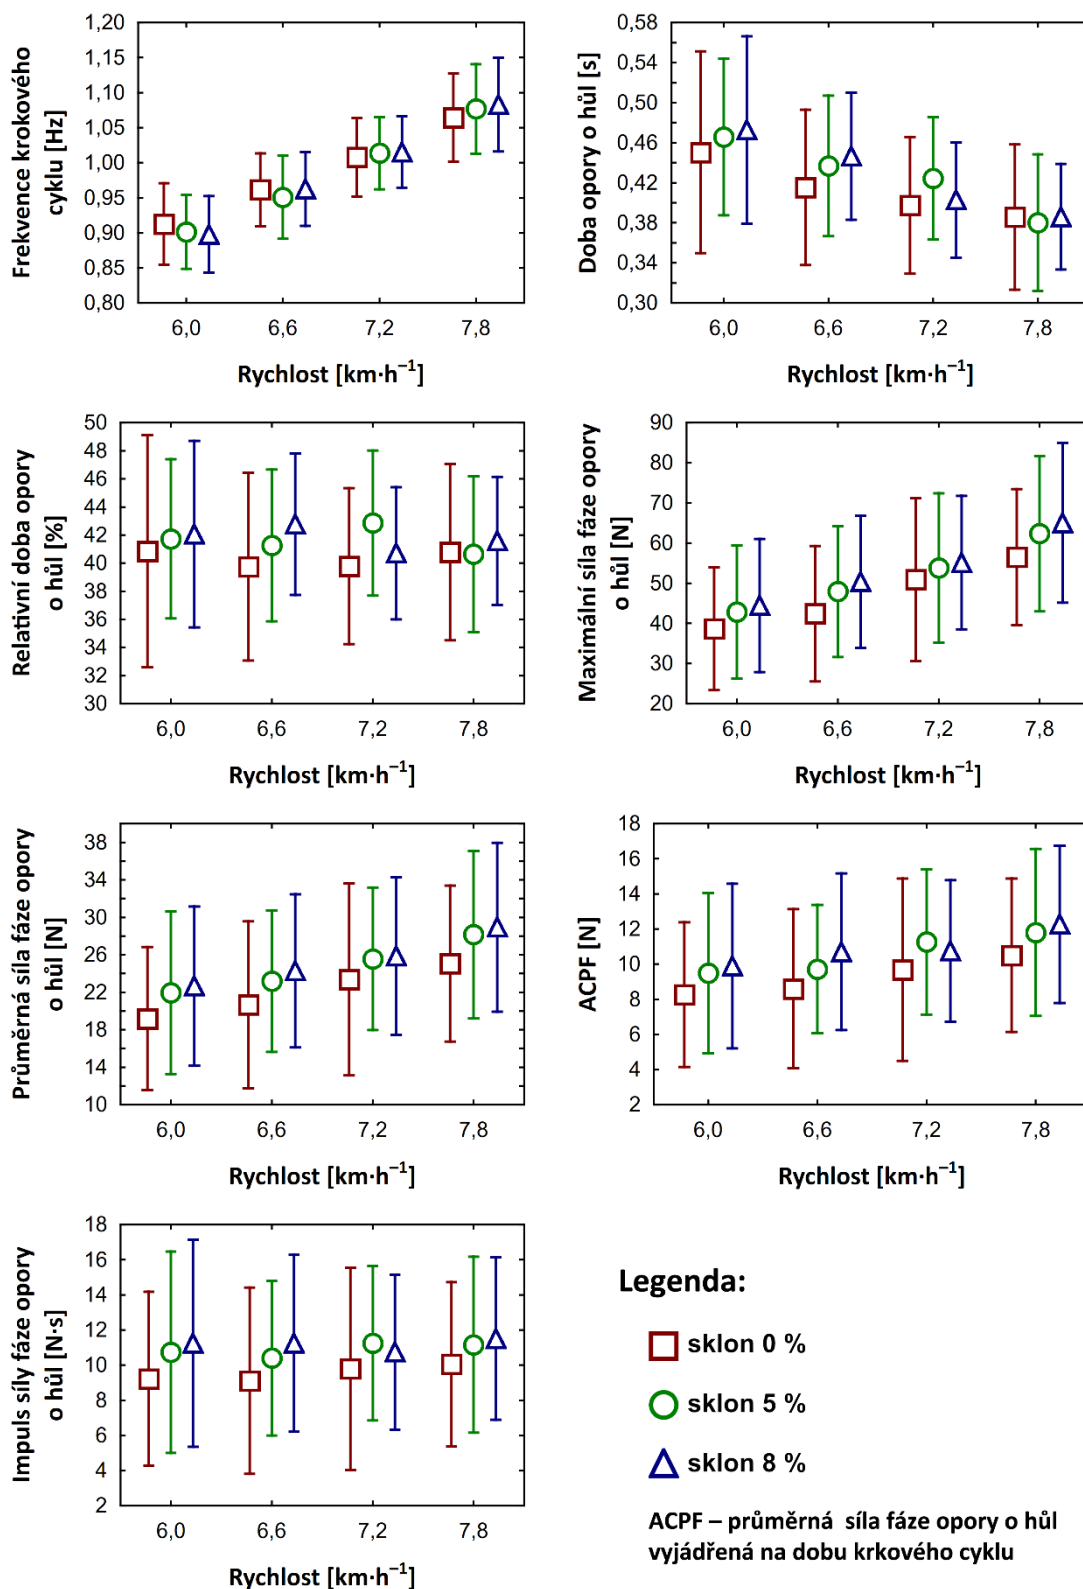 Frekvence krokového
cyklu [Hz]
1,20
1,10
1,05
1,00
0,95
0,90
0,85
0,80
6,0 6,6 7,2 7,8
Rychlost [km·h⁻¹]
Doba opory o hůl [s]
0,58
0,54
0,50
0,46
0,42
0,38
0,34
0,30
6,0 6,6 7,2 7,8
Rychlost [km·h⁻¹]
Relativní doba opory
o hůl [%]
50
48
46
44
42
40
38
36
34
32
30
6,0 6,6 7,2 7,8
Rychlost [km·h⁻¹]
Maximální síla fáze opory
o hůl [N]
90
70
60
50
40
30
20
6,0 6,6 7,2 7,8
Rychlost [km·h⁻¹]
Průměrná síla fáze opory
o hůl [N]
38
34
30
26
22
18
14
10
6,0 6,6 7,2 7,8
Rychlost [km·h⁻¹]
ACPF [N]
18
16
14
12
10
8
6
4
2
6,0 6,6 7,2 7,8
Rychlost [km·h⁻¹]
Impuls síly fáze opory
o hůl [N·s]
18
16
14
12
10
8
6
4
2
6,0 6,6 7,2 7,8
Rychlost [km·h⁻¹]
Legenda:
sklon 0 %
sklon 5 %
sklon 8 %
ACPF – průměrná síla fáze opory o hůl
vyjádřená na dobu krkového cyklu